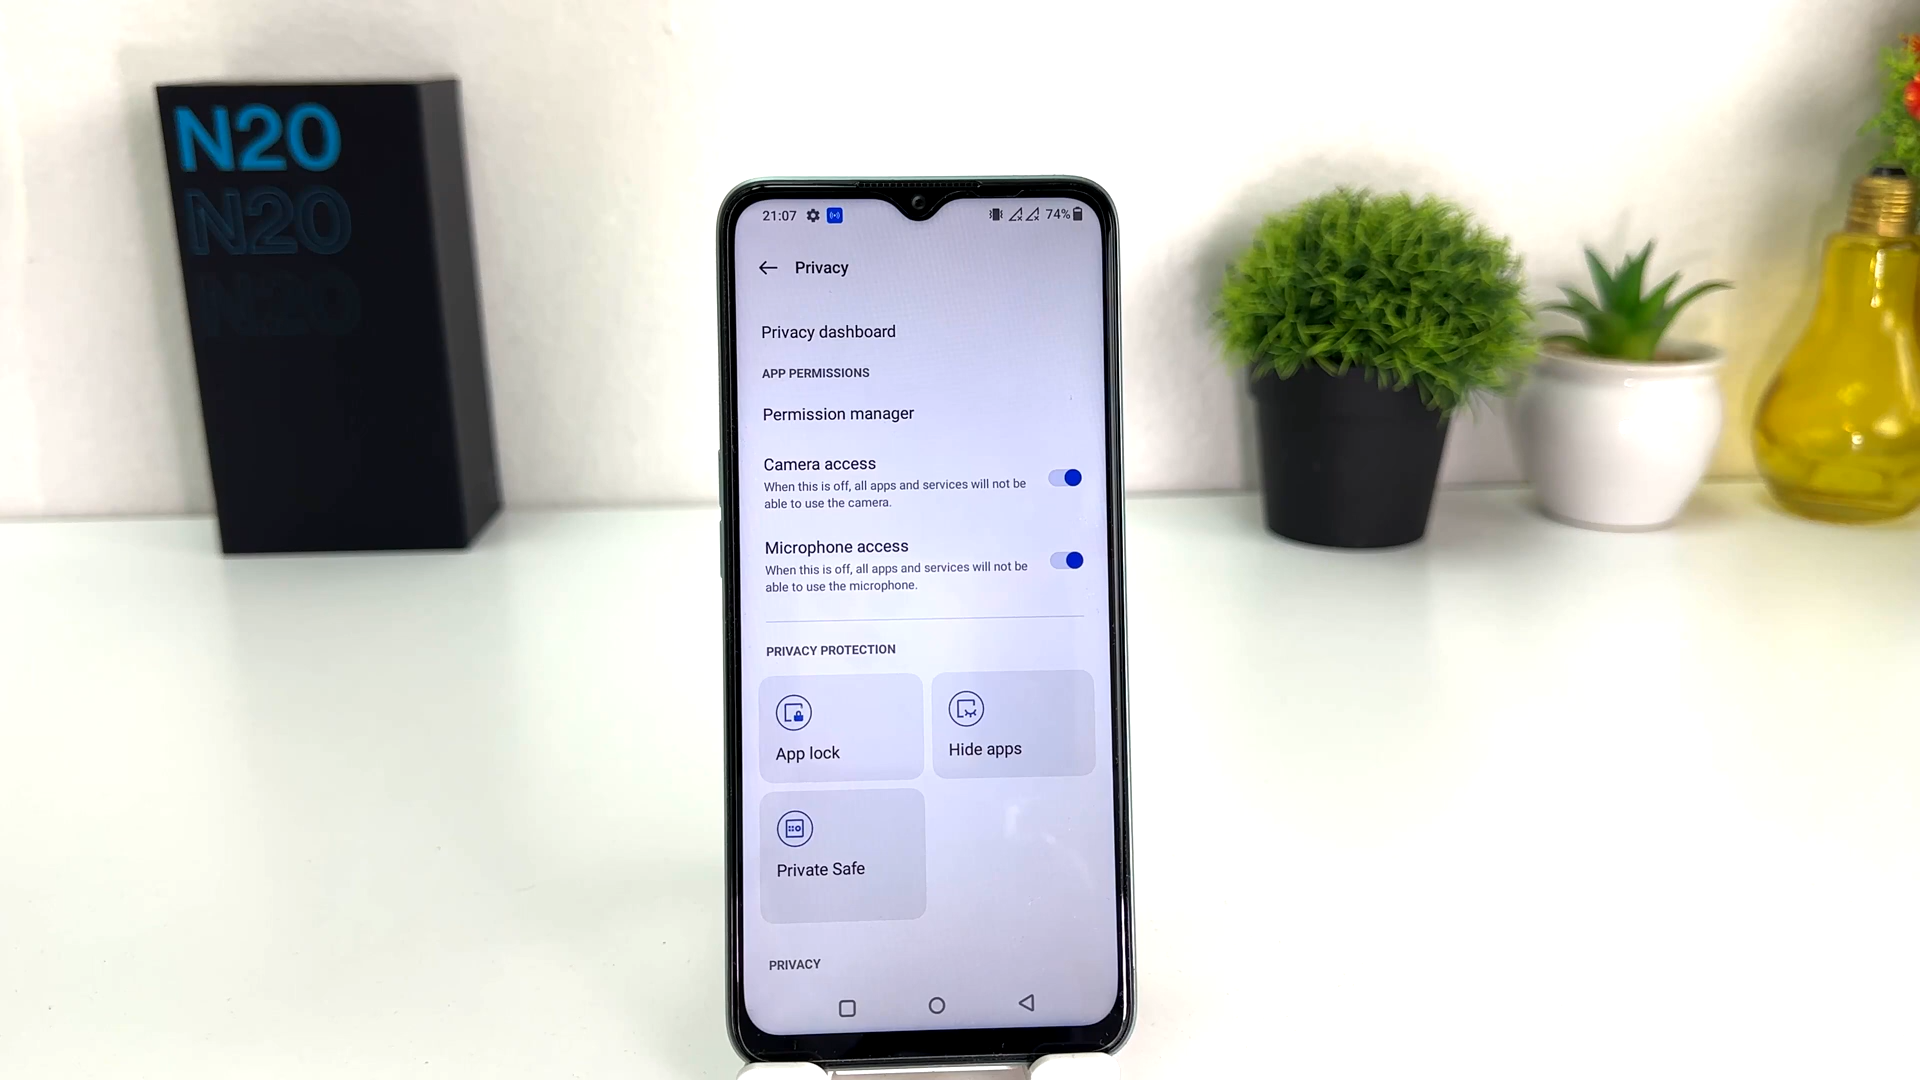 N20
N20
N20
21:07
74%
Privacy
Privacy dashboard
APP PERMISSIONS
Permission manager
Camera access
When this is off, all apps and services will not be
able to use the camera.
Microphone access
When this is off, all apps and services will not be
able to use the microphone.
PRIVACY PROTECTION
App lock
Hide apps
Private Safe
PRIVACY